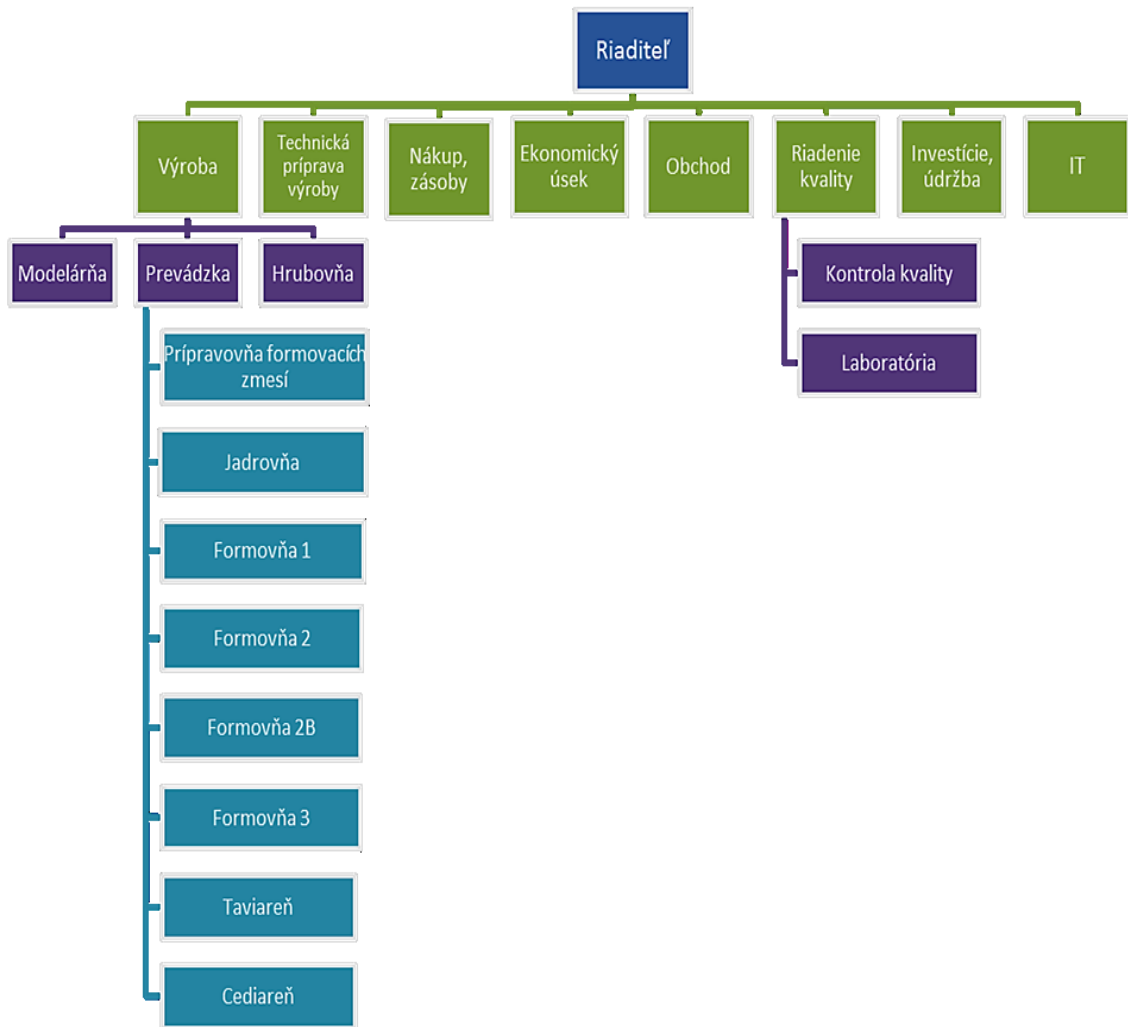 Riaditeľ
Výroba
Technická
príprava
výroby
Nákup,
zásoby
Ekonomický
úsek
Obchod
Riadenie
kvality
Investície,
údržba
IT
Modelárňa
Prevádzka
Hrubovňa
Kontrola kvality
Laboratória
Prípravovňa formovacích
zmesí
Jadrovňa
Formovňa 1
Formovňa 2
Formovňa 2B
Formovňa 3
Taviareň
Cediareň